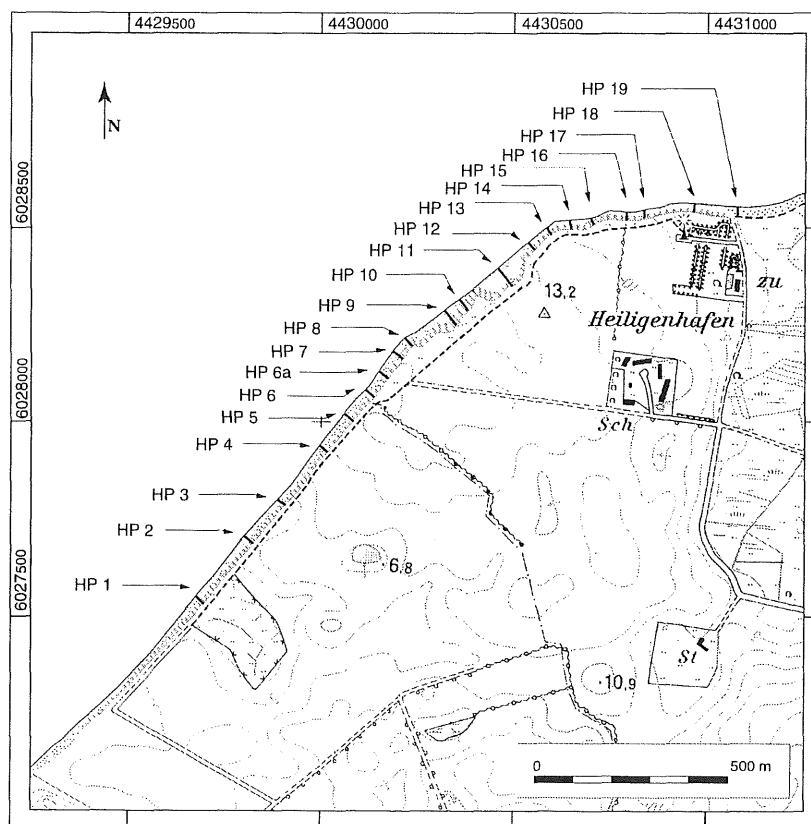 4429500
4430000
4430500
4431000
6028500
6028000
6027500
N
HP 19
HP 18
HP 17
HP 16
HP 15
HP 14
HP 13
HP 12
HP 11
HP 10
HP 9
HP 8
HP 7
HP 6a
HP 6
HP 5
HP 4
HP 3
HP 2
HP 1
13,2
zu
Heiligenhafen
Sch
6,8
10,9
St
0
500 m